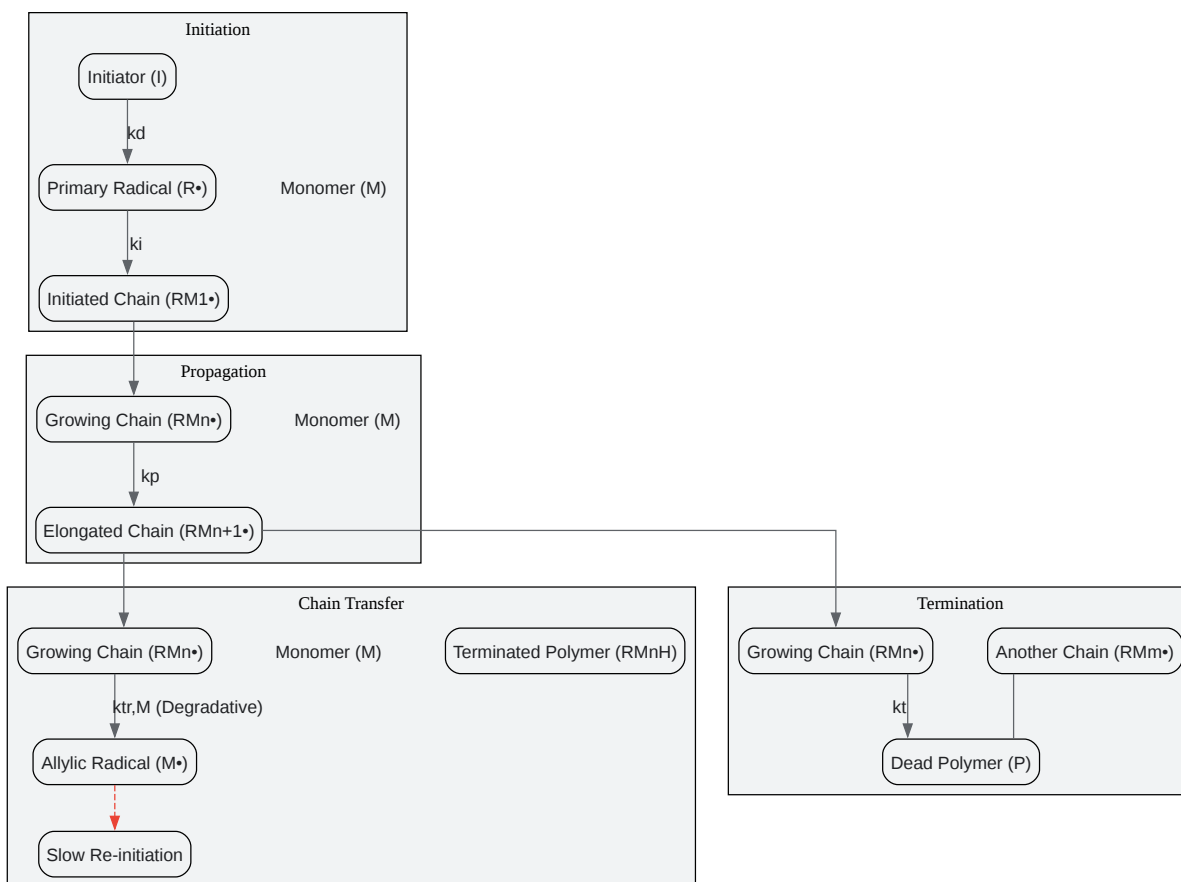 Initiation
Initiator (I)
kd
Primary Radical (R•)
Monomer (M)
ki
Initiated Chain (RM1•)
Propagation
Growing Chain (RMn•)
Monomer (M)
kp
Elongated Chain (RMn+1•)
Chain Transfer
Growing Chain (RMn•)
Monomer (M)
Terminated Polymer (RMnH)
ktr,M (Degradative)
Allylic Radical (M•)
Slow Re-initiation
Termination
Growing Chain (RMn•)
Another Chain (RMm•)
kt
Dead Polymer (P)